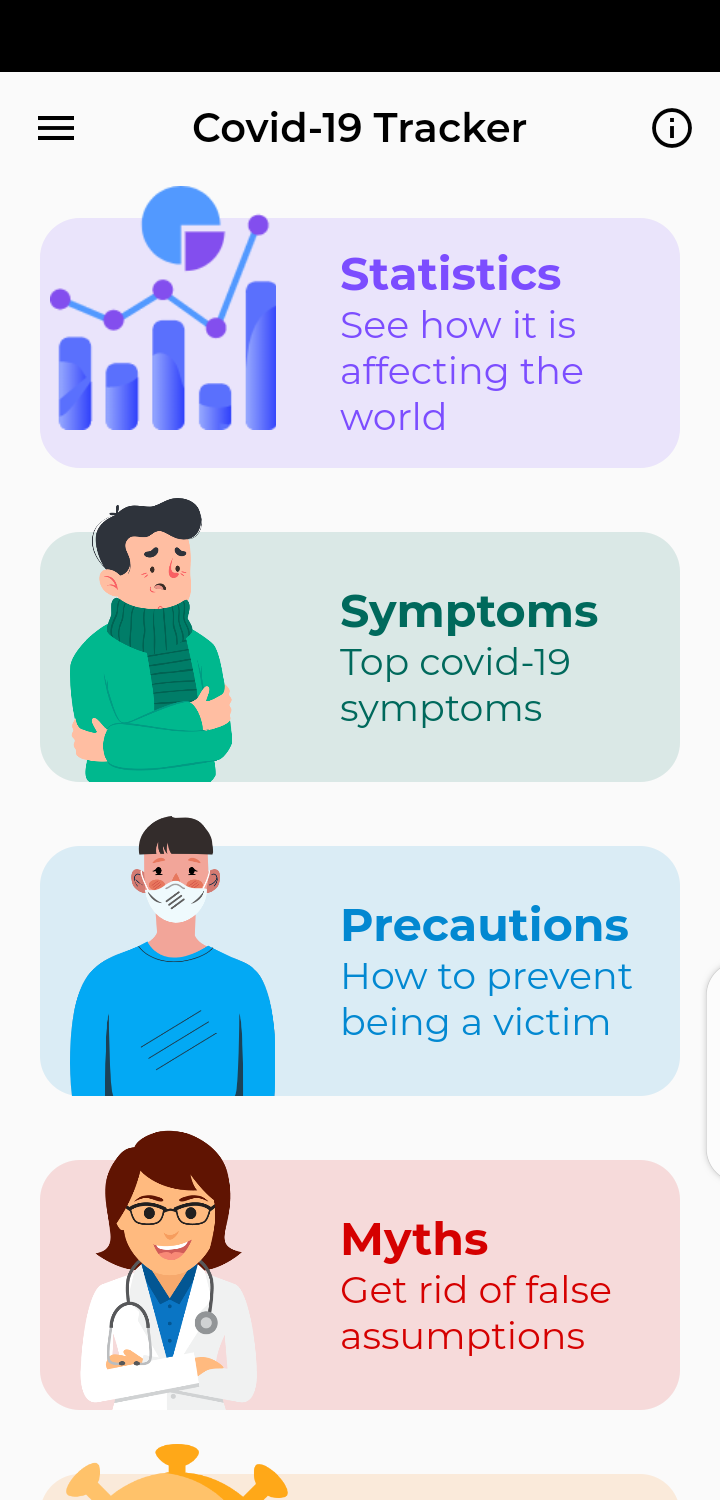 Covid-19 Tracker
Statistics
See how it is
affecting the
world
Symptoms
Top covid-19
symptoms
Precautions
How to prevent
being a victim
Myths
Get rid of false
assumptions